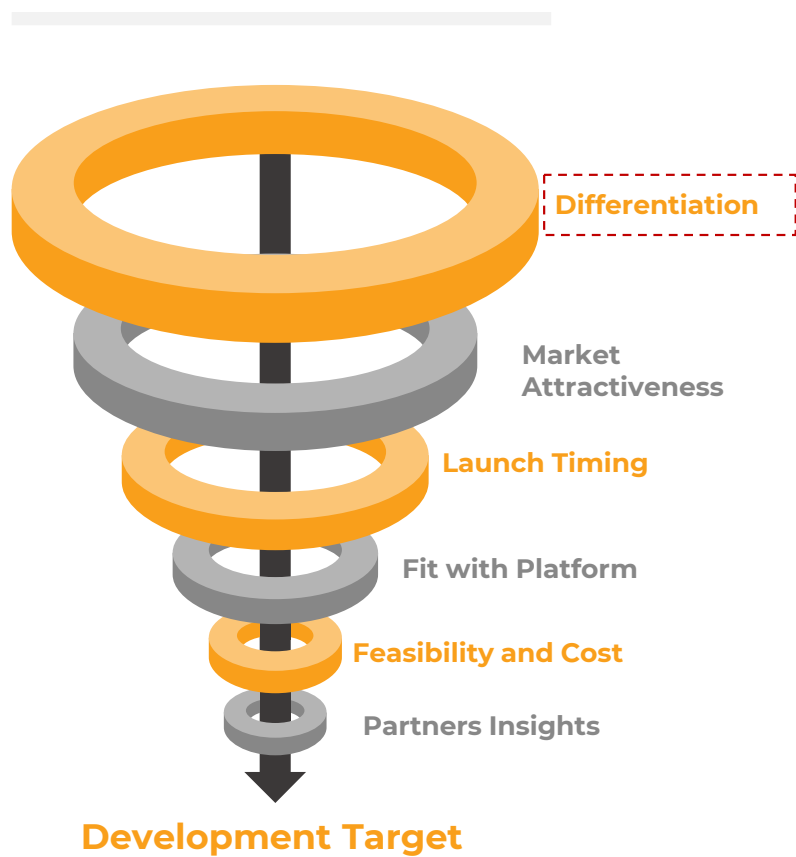 Differentiation
Market
Attractiveness
Launch Timing
Fit with Platform
Feasibility and Cost
Partners Insights
Development Target